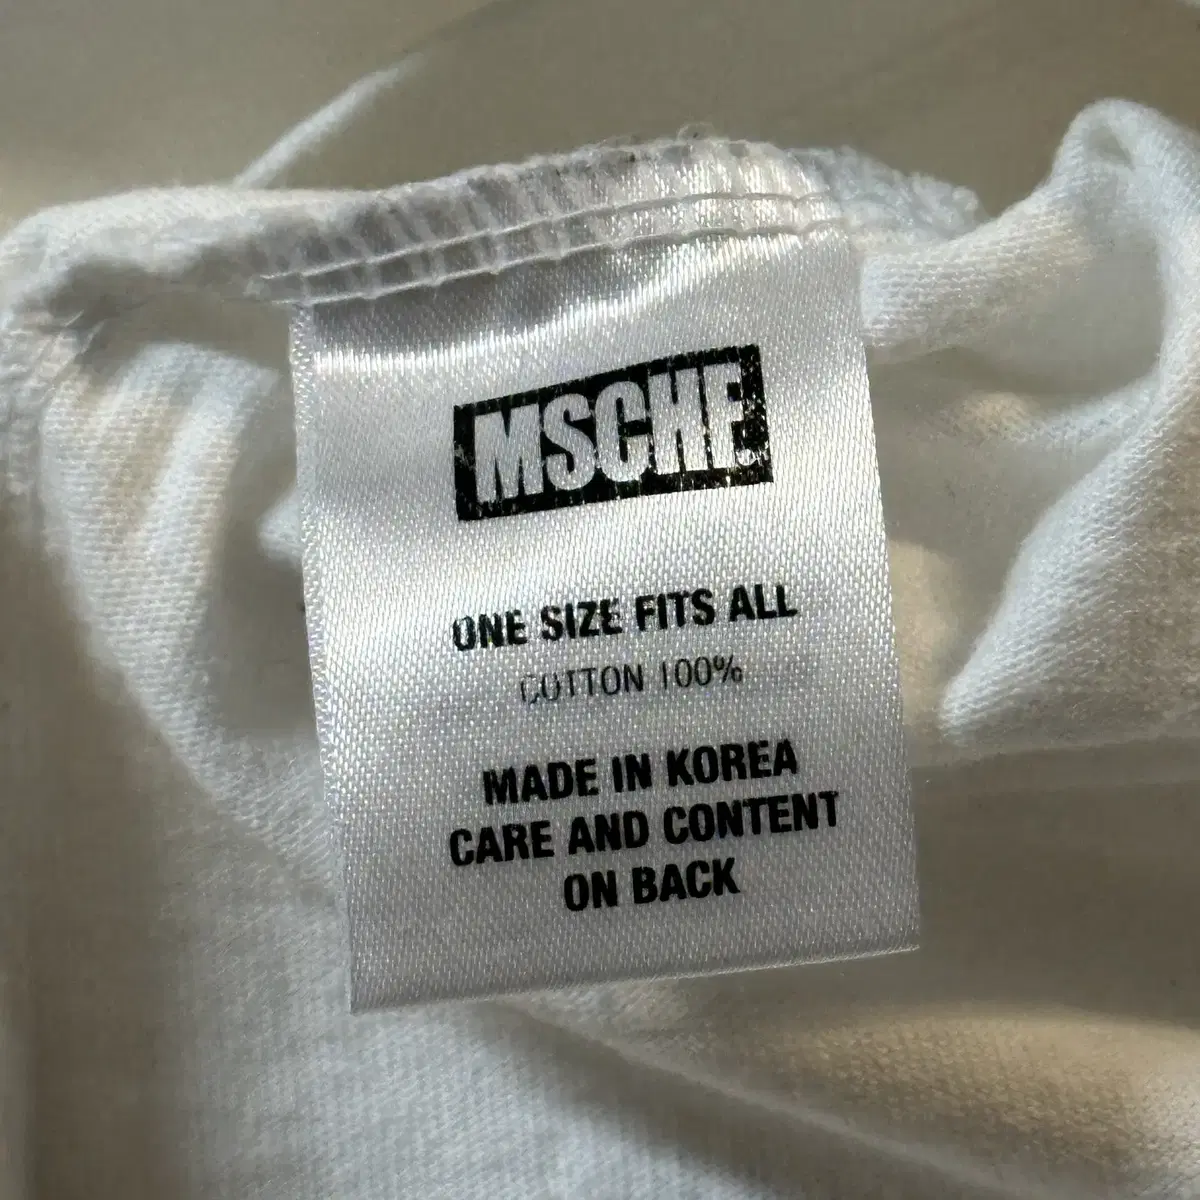 MSCHF
ONE SIZE FITS ALL
COTTON 100%
MADE IN KOREA
CARE AND CONTENT
ON BACK